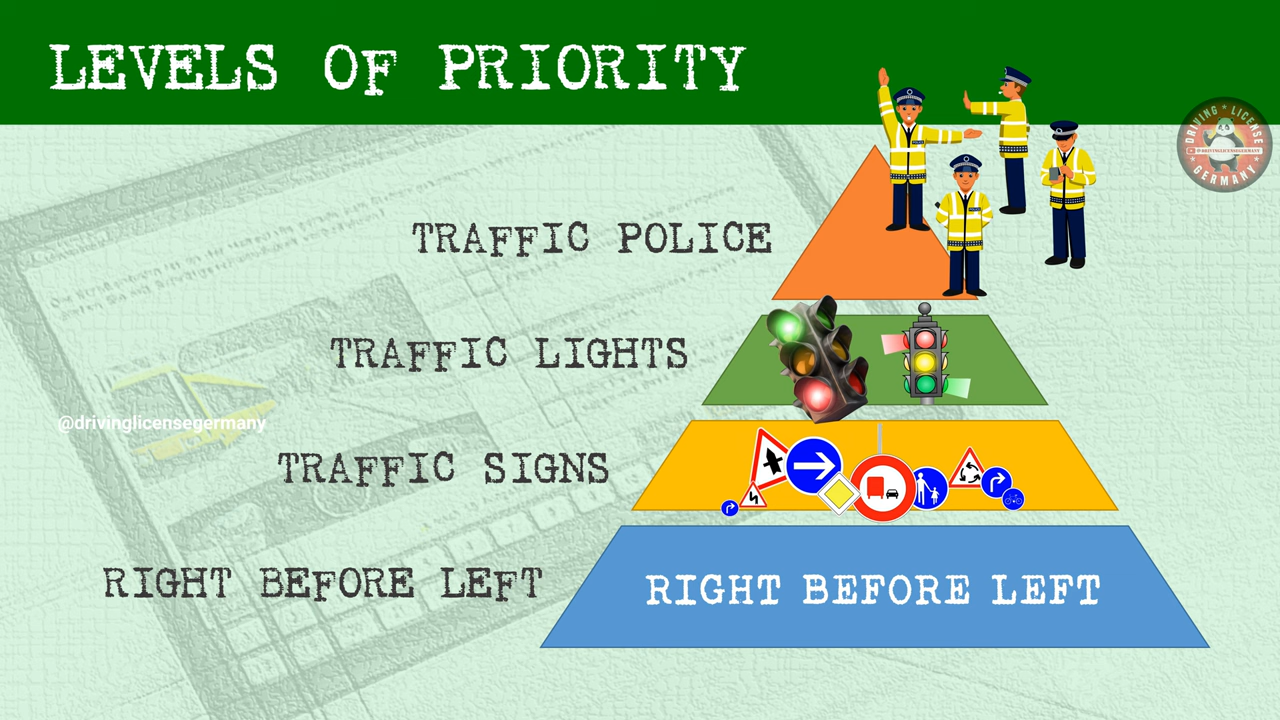 LEVELS OF PRIORITY
DRIVING * LICENSE
@DRIVINGLICENSEGERMANY
* GERMANY *
TRAFFIC POLICE
TRAFFIC LIGHTS
@drivinglicensegermany
TRAFFIC SIGNS
RIGHT BEFORE LEFT
RIGHT BEFORE LEFT